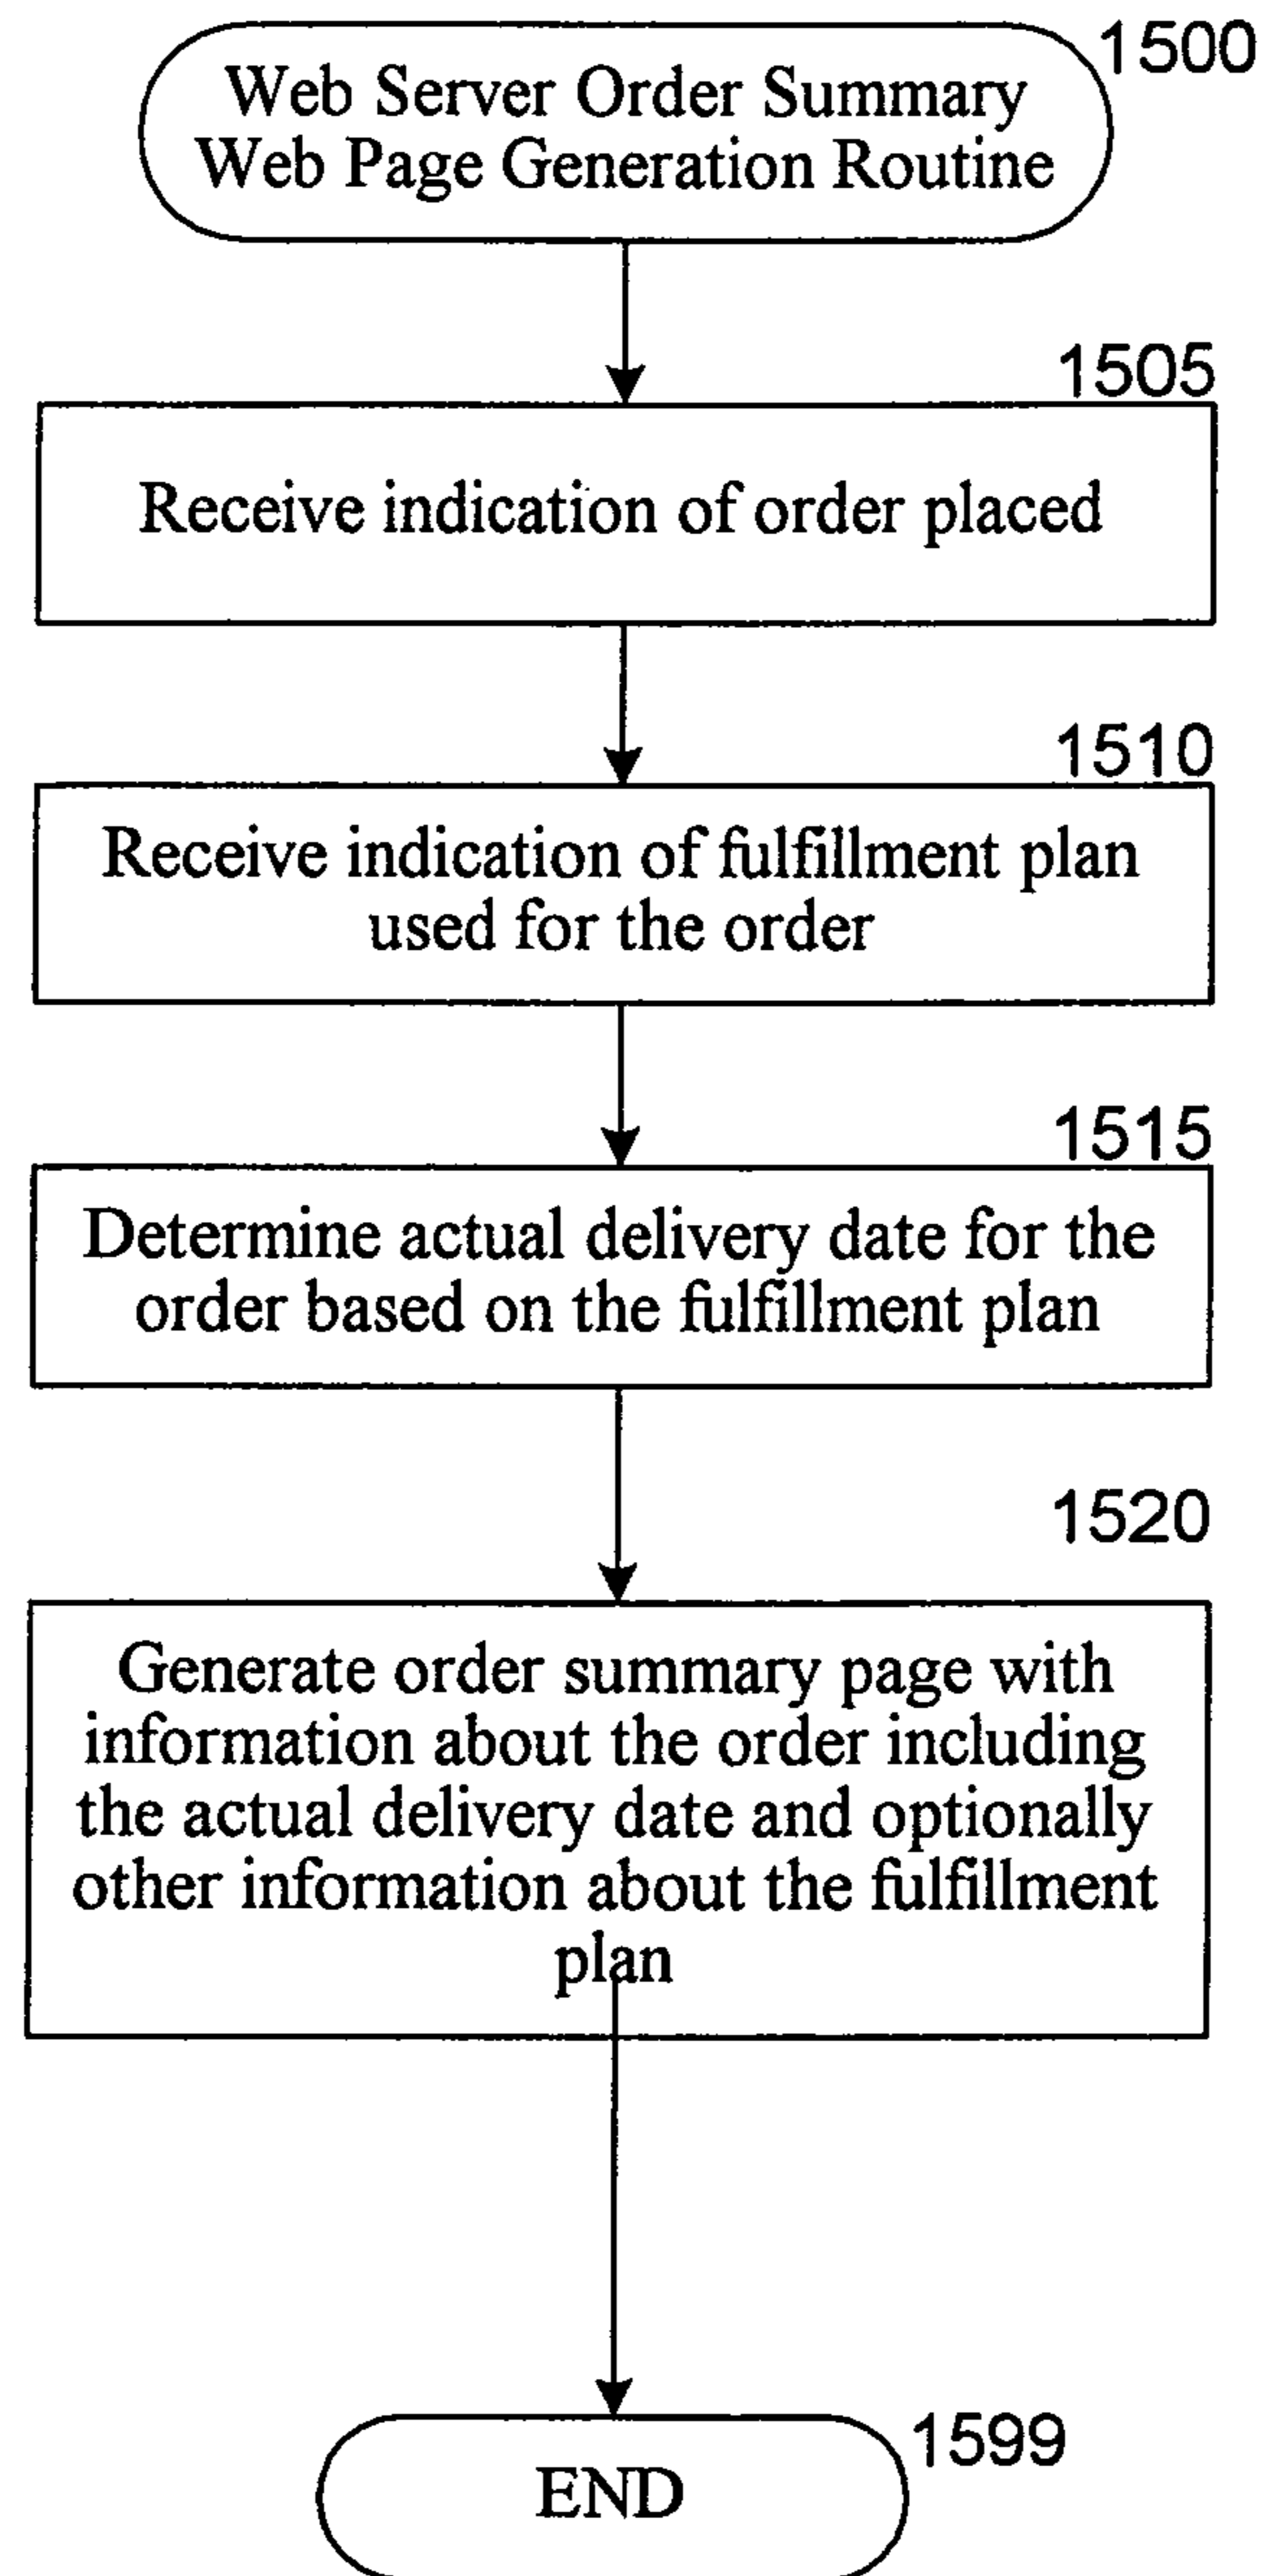 1500
Web Server Order Summary
Web Page Generation Routine
1505
Receive indication of order placed
1510
Receive indication of fulfillment plan
used for the order
1515
Determine actual delivery date for the
order based on the fulfillment plan
1520
Generate order summary page with
information about the order including
the actual delivery date and optionally
other information about the fulfillment
plan
1599
END